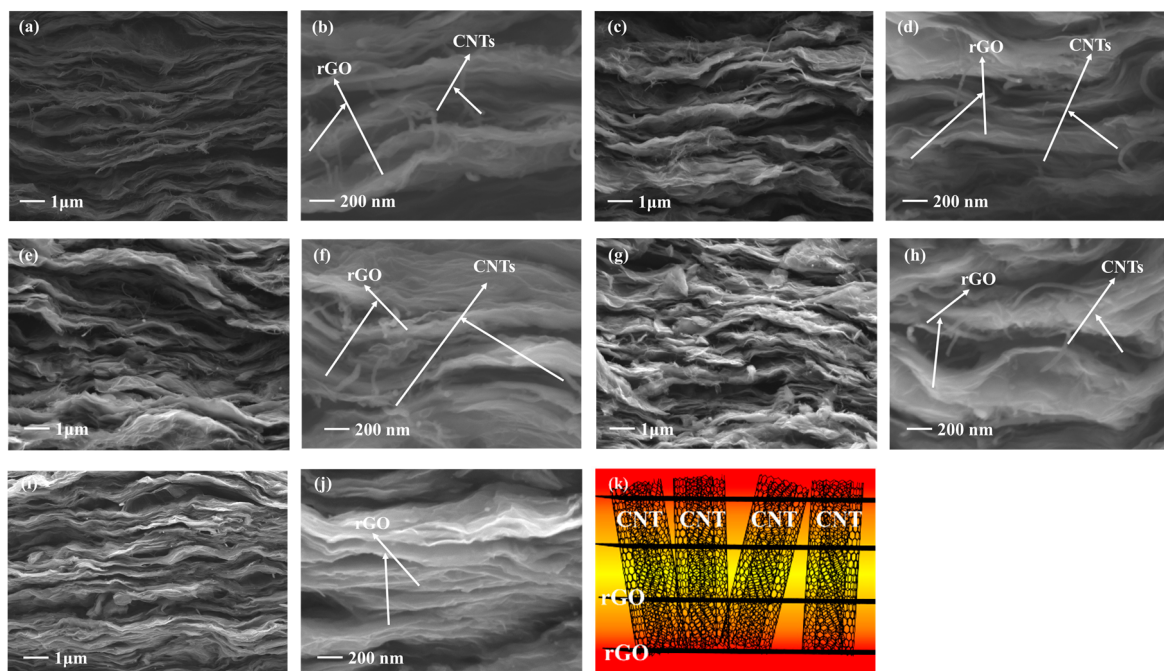 (a)
1μm
(b)
CNTs
rGO
200 nm
(c)
1μm
(d)
rGO
CNTs
200 nm
(e)
1μm
(f)
rGO
CNTs
200 nm
(g)
1μm
(h)
rGO
CNTs
200 nm
(i)
1μm
(j)
rGO
200 nm
(k)
CNT CNT CNT CNT
rGO
rGO